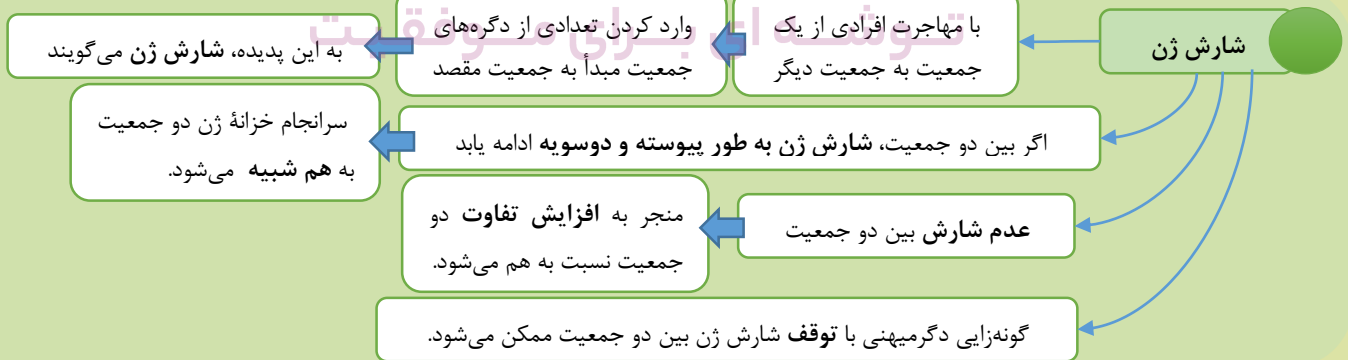 توشه ای برای موفقیت
شارش ژن
با مهاجرت افرادی از یک
جمعیت به جمعیت دیگر
وارد کردن تعدادی از دگره‌های
جمعیت مبدأ به جمعیت مقصد
به این پدیده، شارش ژن می‌گویند
اگر بین دو جمعیت، شارش ژن به طور پیوسته و دوسویه ادامه یابد
سرانجام خزانهٔ ژن دو جمعیت
به هم شبیه می‌شود.
عدم شارش بین دو جمعیت
منجر به افزایش تفاوت دو
جمعیت نسبت به هم می‌شود.
گونه‌زایی دگرمیهنی با توقف شارش ژن بین دو جمعیت ممکن می‌شود.